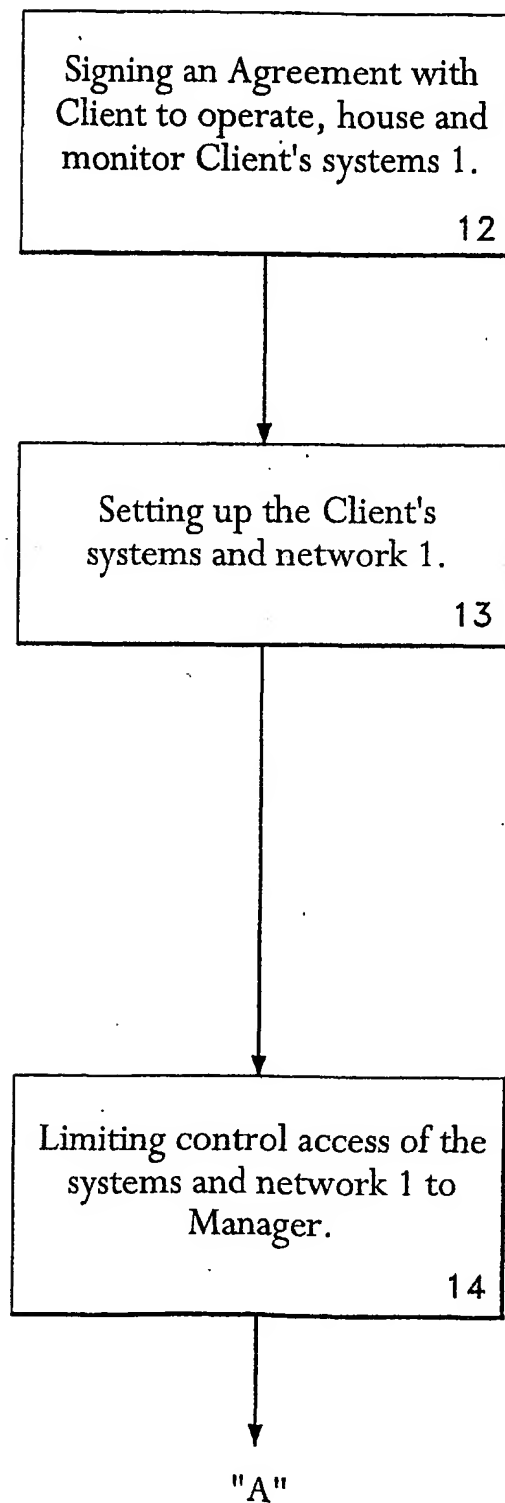 Signing an Agreement with
Client to operate, house and
monitor Client's systems 1.
12
Setting up the Client's
systems and network 1.
13
Limiting control access of the
systems and network 1 to
Manager.
14
"A"